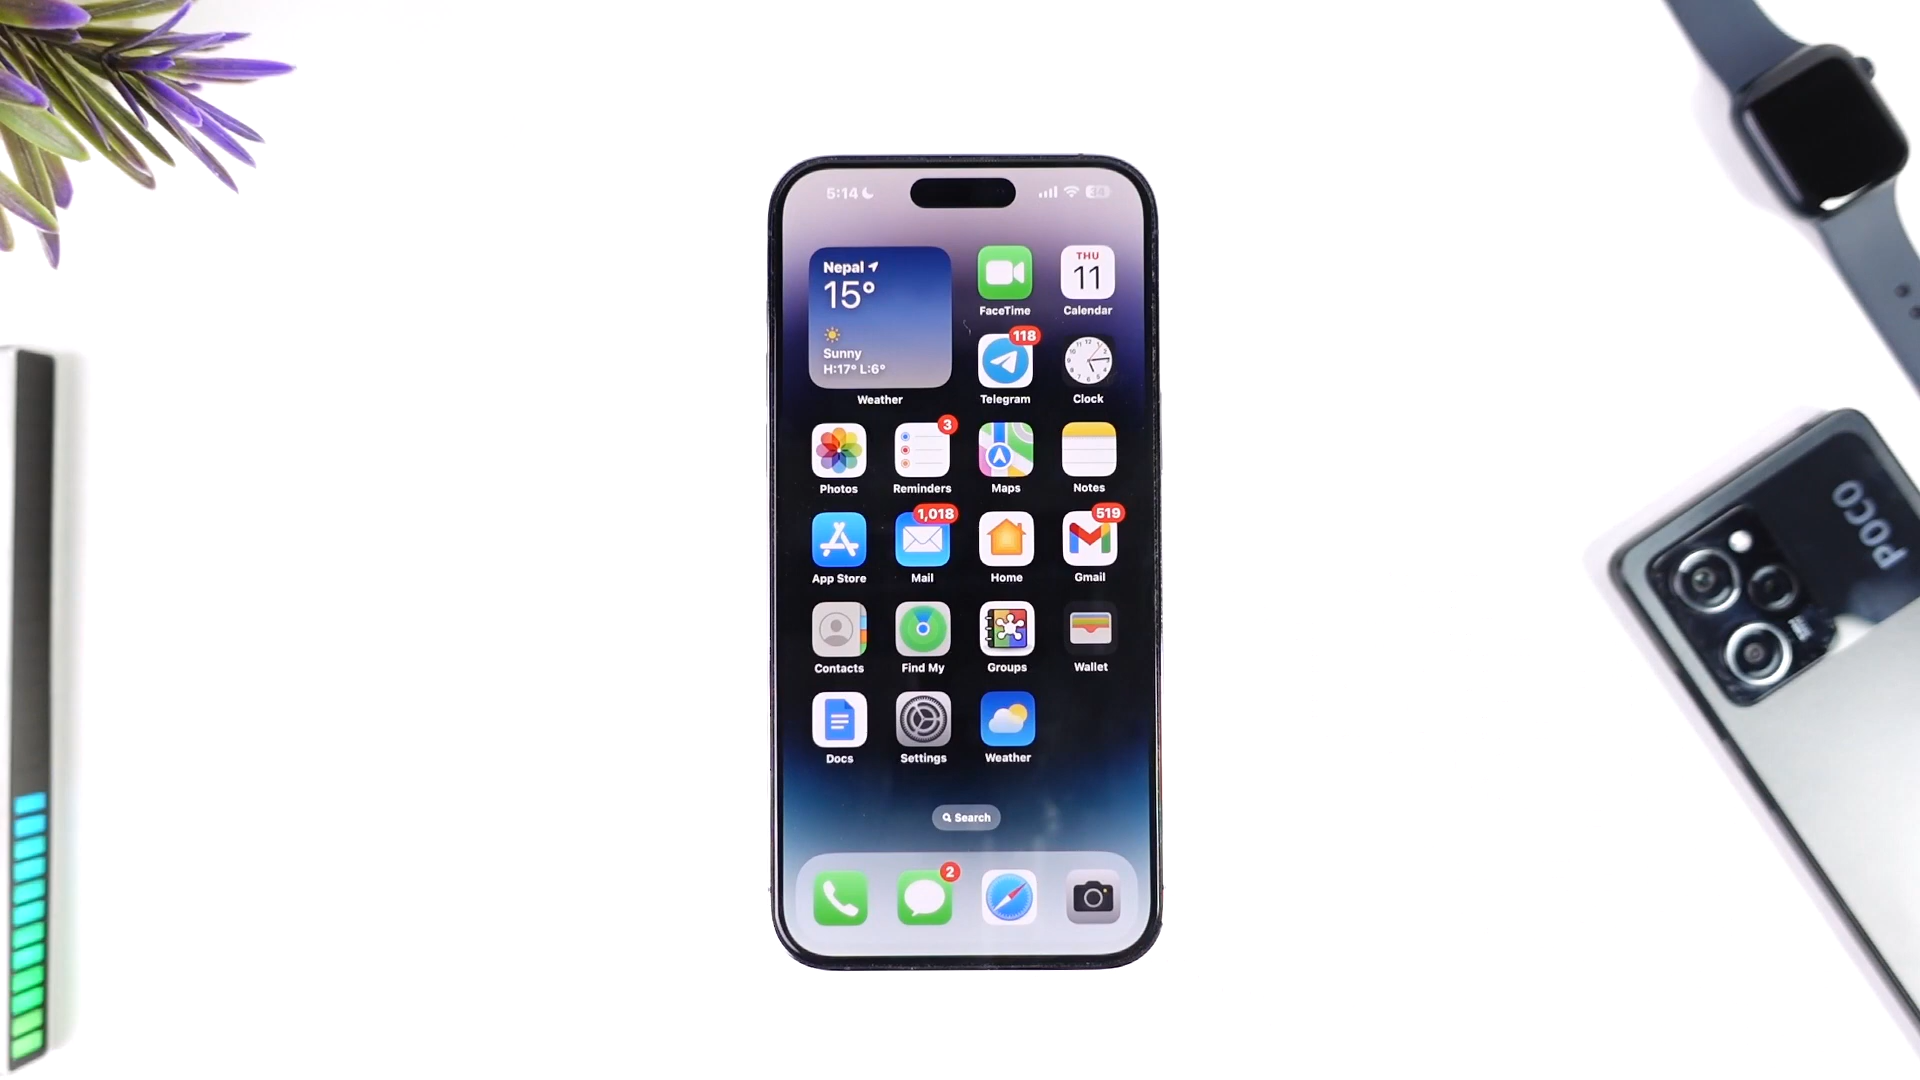 5:14
Nepal
15°
Sunny
H:17° L:6°
Weather
FaceTime
THU
11
Calendar
118
Telegram
12
Clock
Photos
3
Reminders
Maps
Notes
App Store
1,018
Mail
Home
519
Gmail
Contacts
Find My
Groups
Wallet
Docs
Settings
Weather
Search
2
POCO